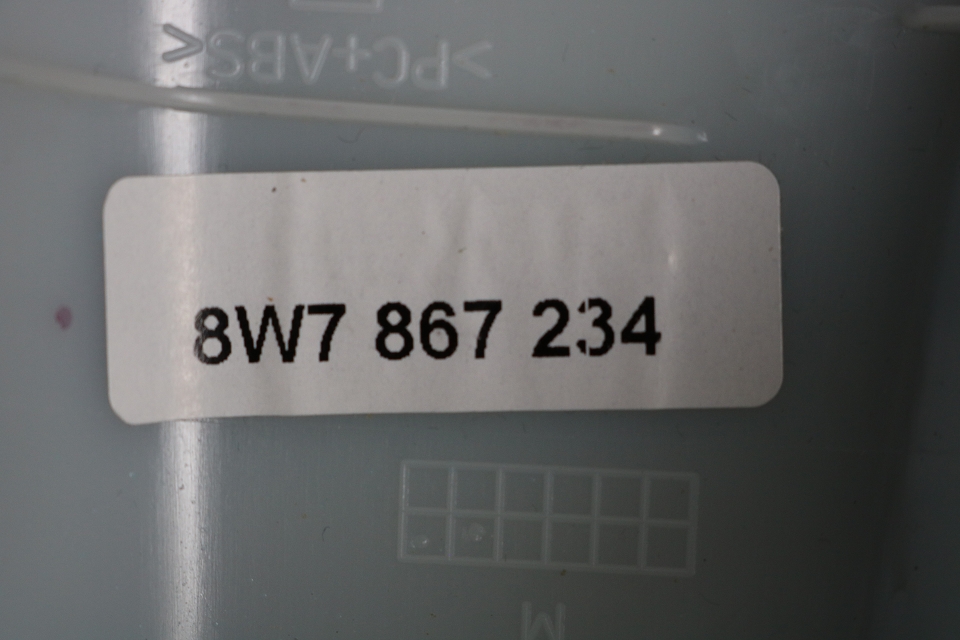 >PC+ABS<
8W7 867 234
M